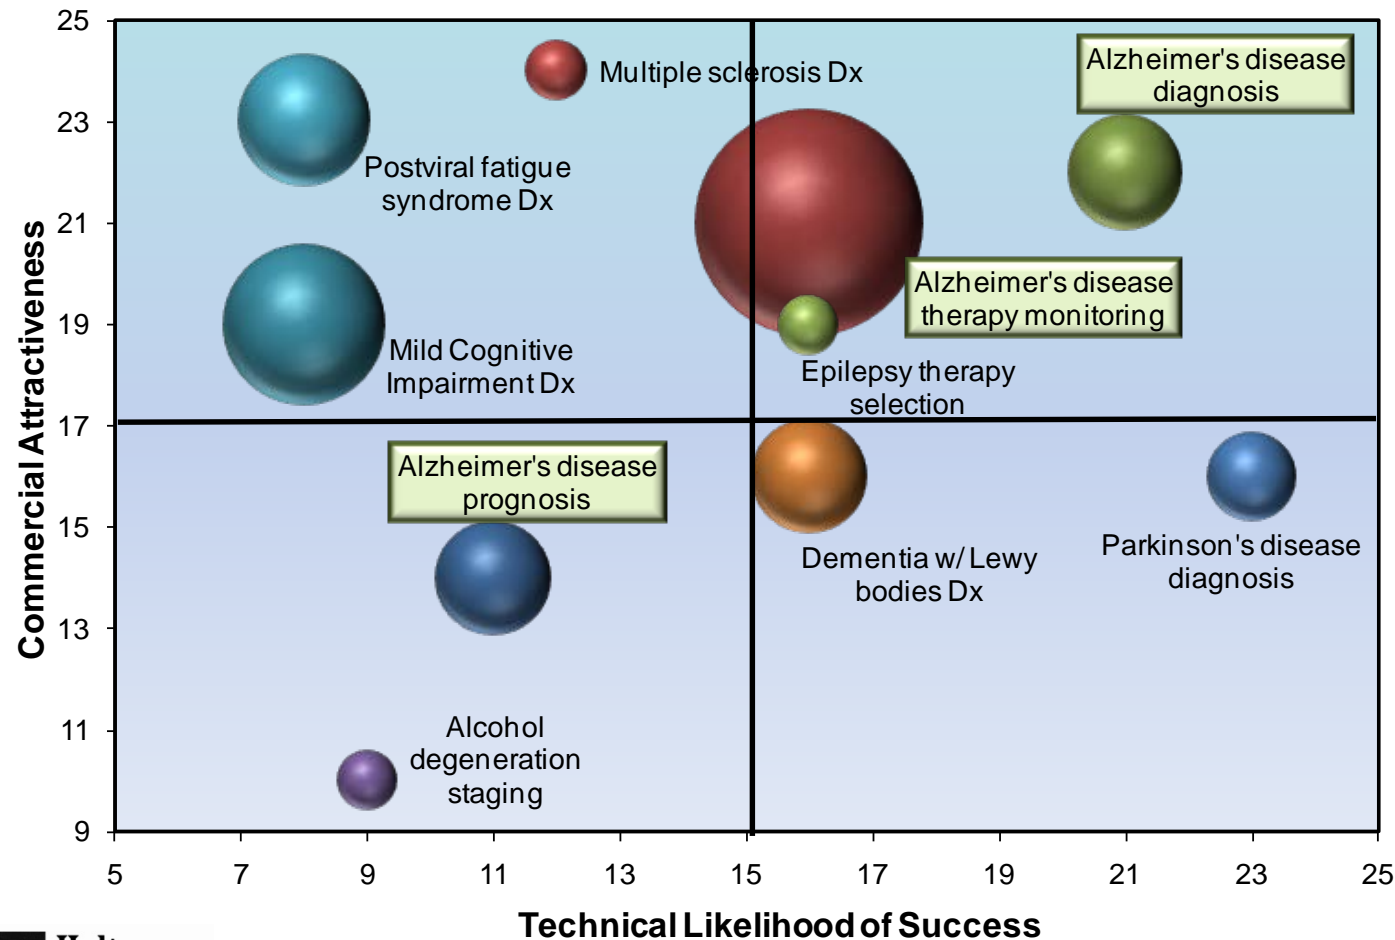 25
23
21
19
17
15
13
11
9
Commercial Attractiveness
Multiple sclerosis Dx
Alzheimer's disease
diagnosis
Postviral fatigue
syndrome Dx
Alzheimer's disease
therapy monitoring
Mild Cognitive
Impairment Dx
Epilepsy therapy
selection
Alzheimer's disease
prognosis
Dementia w/ Lewy
bodies Dx
Parkinson's disease
diagnosis
Alcohol
degeneration
staging
5 7 9 11 13 15 17 19 21 23 25
Technical Likelihood of Success